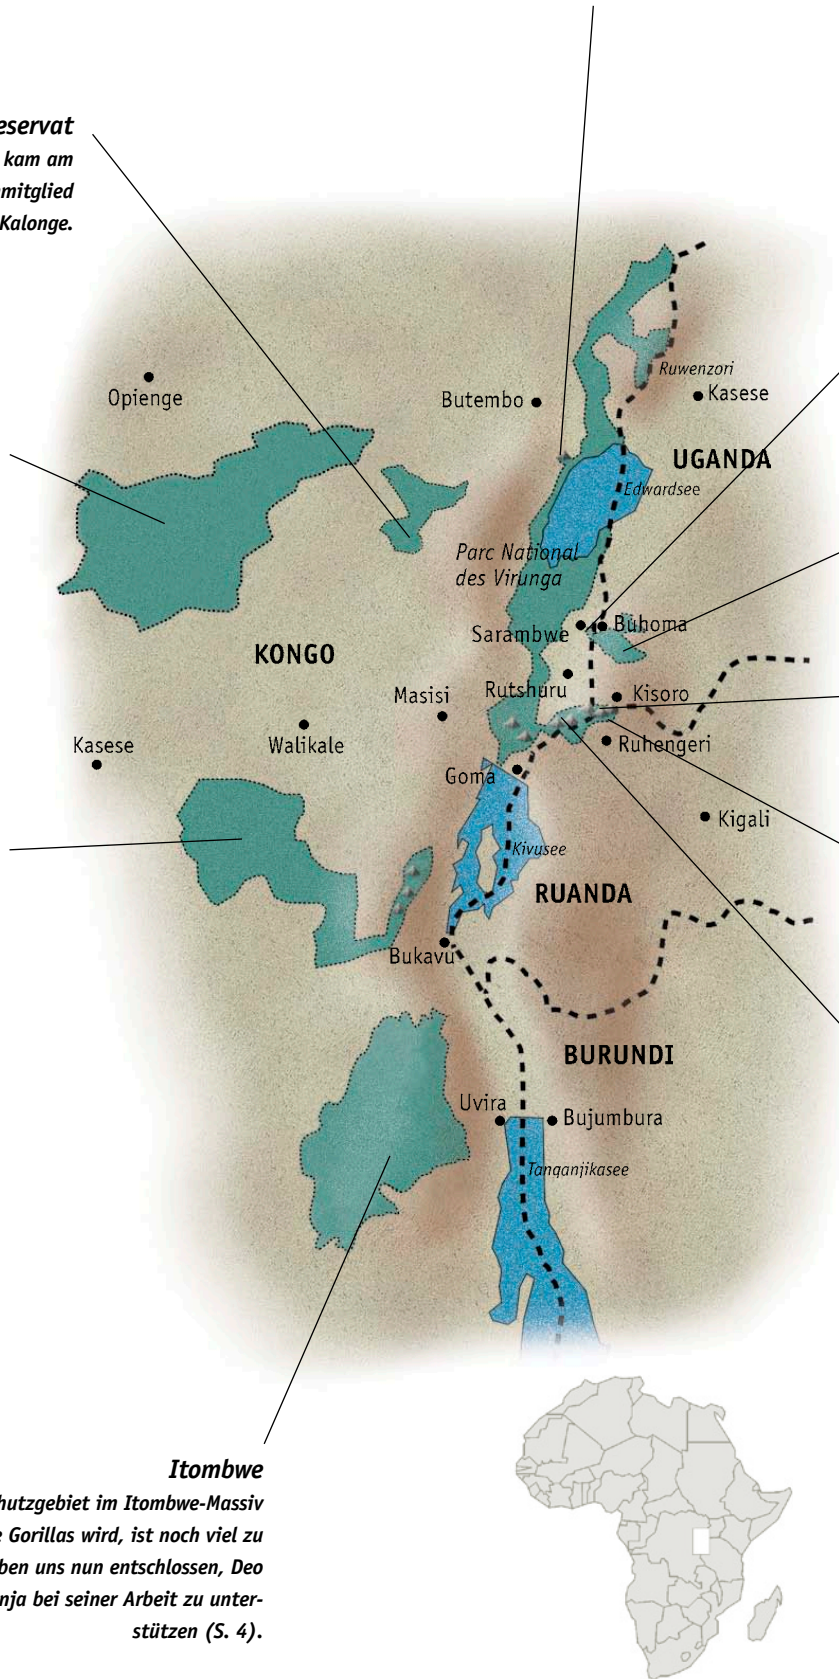 eservat
kam am
mitglied
Kalonge.
Opienge
Butembo
Ruwenzori
Kasese
UGANDA
Edwardsee
Parc National
des Virunga
Sarambwe
Buhoma
KONGO
Rutshuru
Kisoro
Masisi
Walikale
Kasese
Ruhengeri
Goma
Kigali
Kivusee
RUANDA
Bukavu
BURUNDI
Uvira
Bujumbura
Tanganjikasee
Itombwe
hutzgebiet im Itombwe-Massiv
e Gorillas wird, ist noch viel zu
ben uns nun entschlossen, Deo
nja bei seiner Arbeit zu unter-
stützen (S. 4).